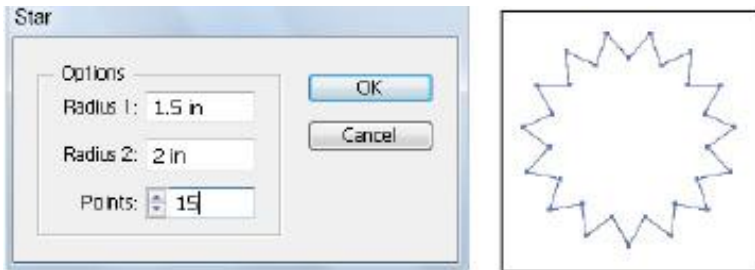 Star
Options
Radius 1: 1.5 in
Radius 2: 2 in
Points: 15
OK
Cancel